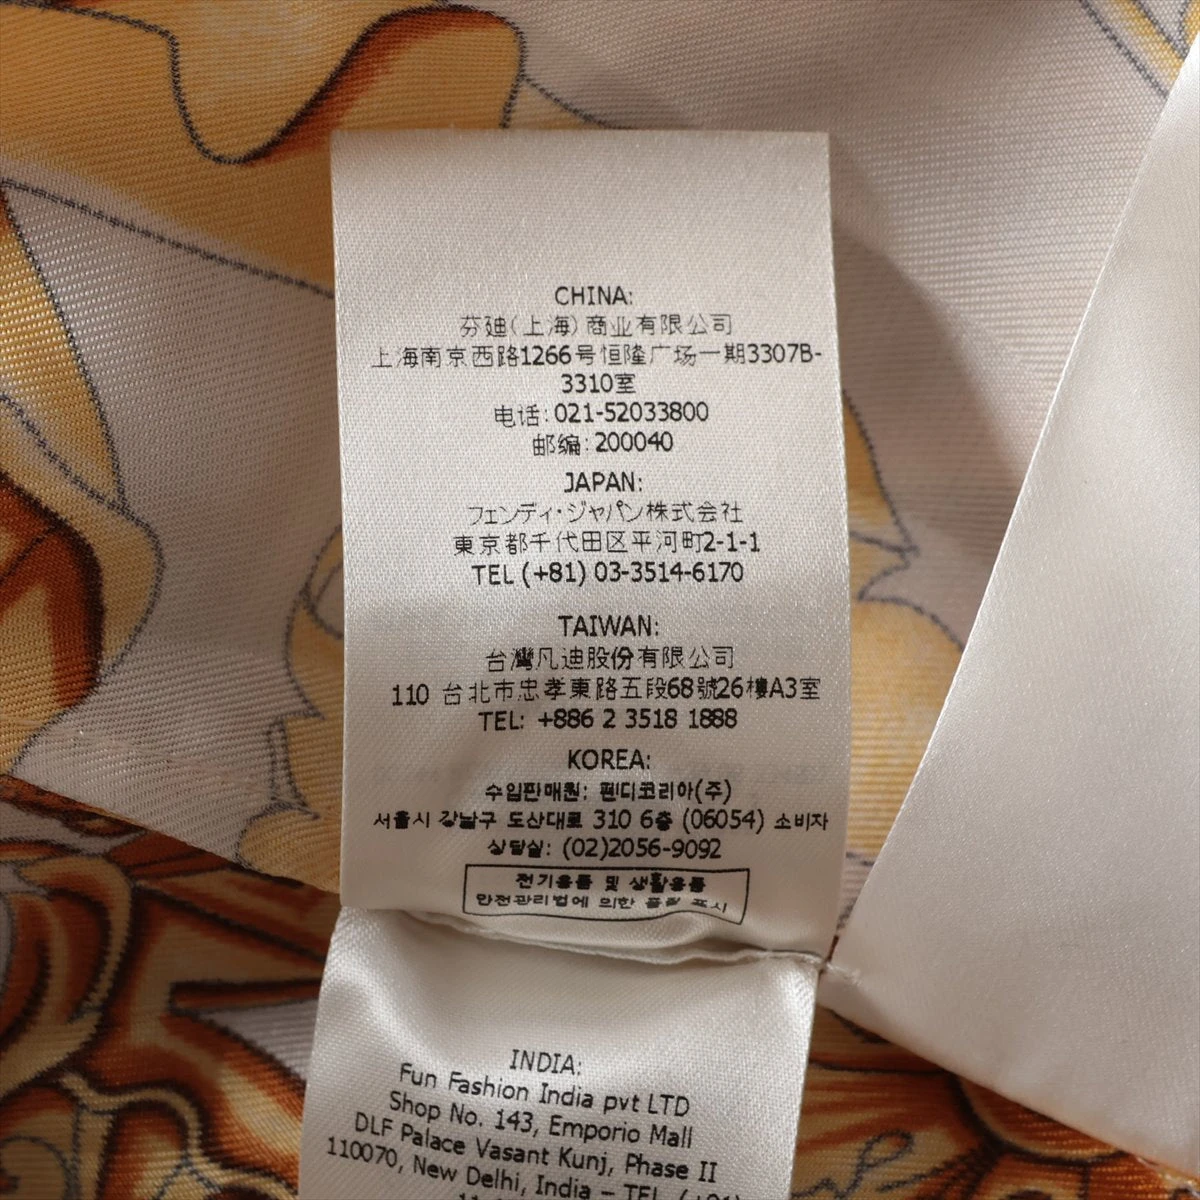 CHINA:
芬迪(上海)商业有限公司
上海南京西路1266号恒隆广场一期3307B-
3310室
电话: 021-52033800
邮编: 200040
JAPAN:
フェンディ・ジャパン株式会社
東京都千代田区平河町2-1-1
TEL (+81) 03-3514-6170
TAIWAN:
台灣凡迪股份有限公司
110 台北市忠孝東路五段68號26樓A3室
TEL: +886 2 3518 1888
KOREA:
수입판매원: 펜디코리아(주)
서울시 강남구 도산대로 310 6층 (06054) 소비자
상담실: (02)2056-9092
전기용품 및 생활용품
안전관리법에 의한 품질 표시
INDIA:
Fun Fashion India pvt LTD
Shop No. 143, Emporio Mall
DLF Palace Vasant Kunj, Phase II
110070, New Delhi, India – TEL (+91)